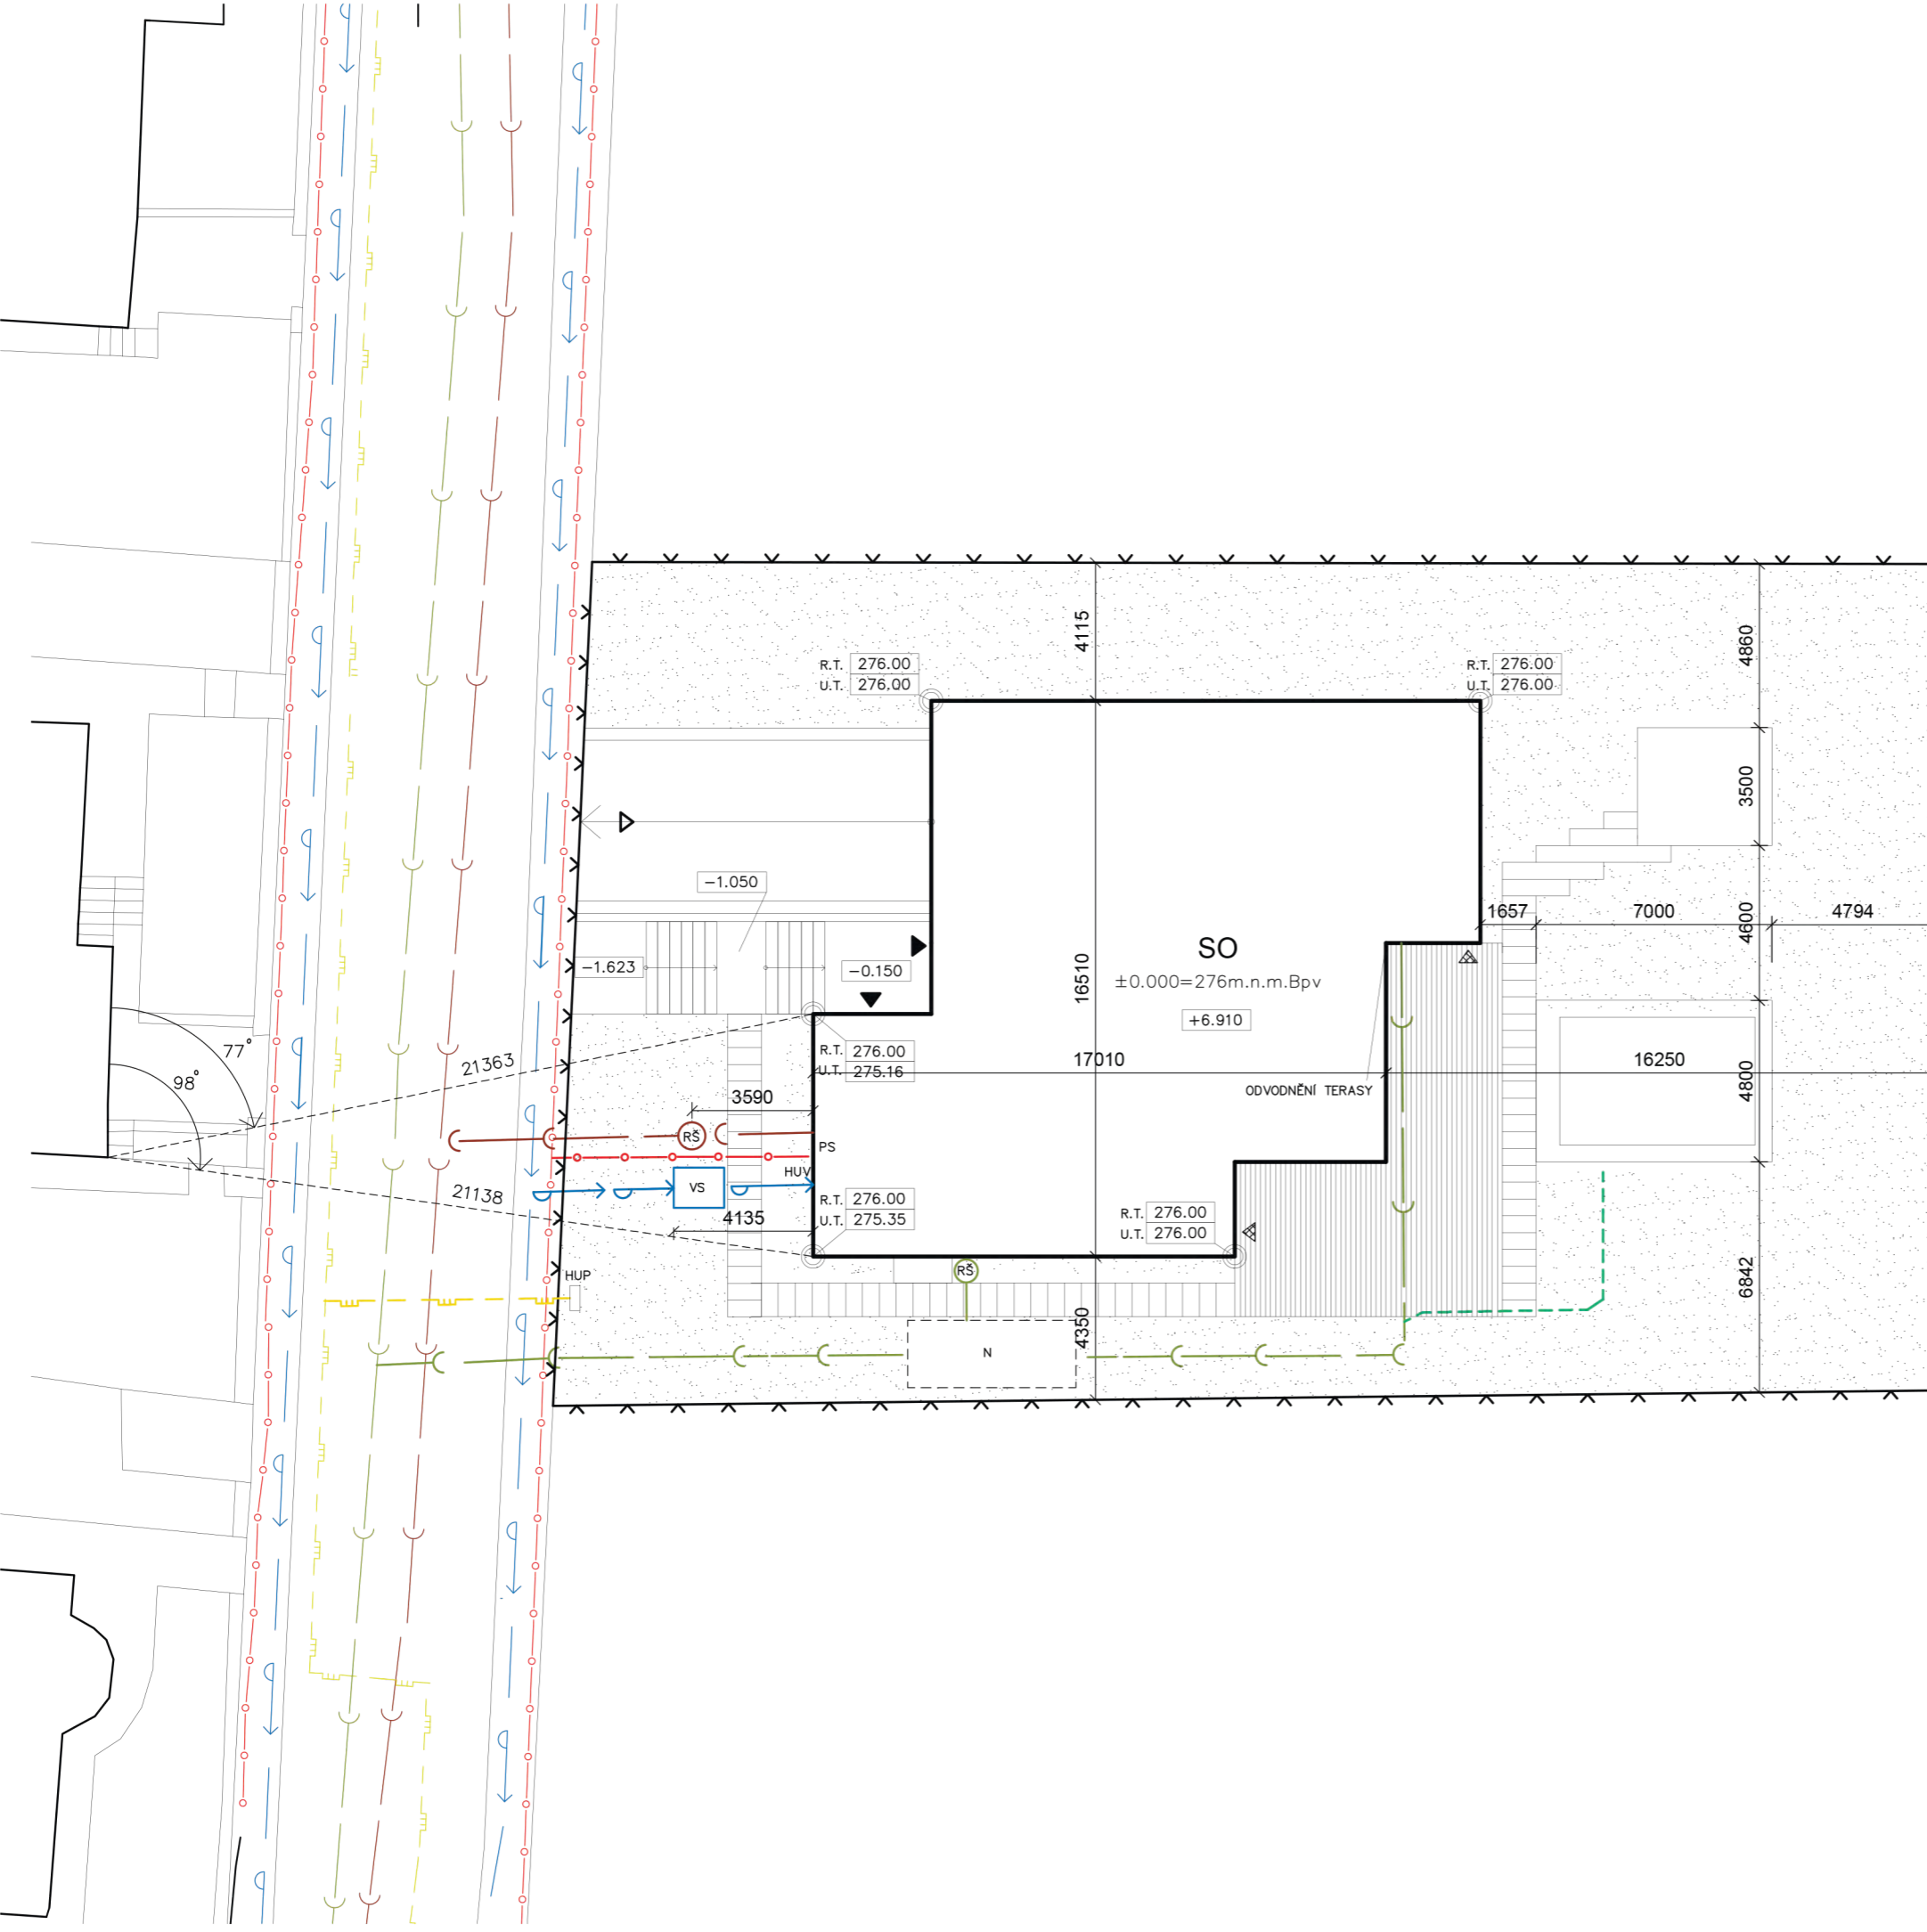 4115
4860
R.T. 276.00
U.T. 276.00
R.T. 276.00
U.T. 276.00
3500
-1.050
1657
7000
4794
4600
-1.623
-0.150
SO
±0.000=276m.n.m.Bpv
+6.910
16510
77°
98°
21363
R.T. 276.00
U.T. 275.16
17010
16250
ODVODNĚNÍ TERASY
4800
3590
RŠ
PS
HUV
VS
21138
4135
R.T. 276.00
U.T. 275.35
R.T. 276.00
U.T. 276.00
HUP
RŠ
6842
4350
N